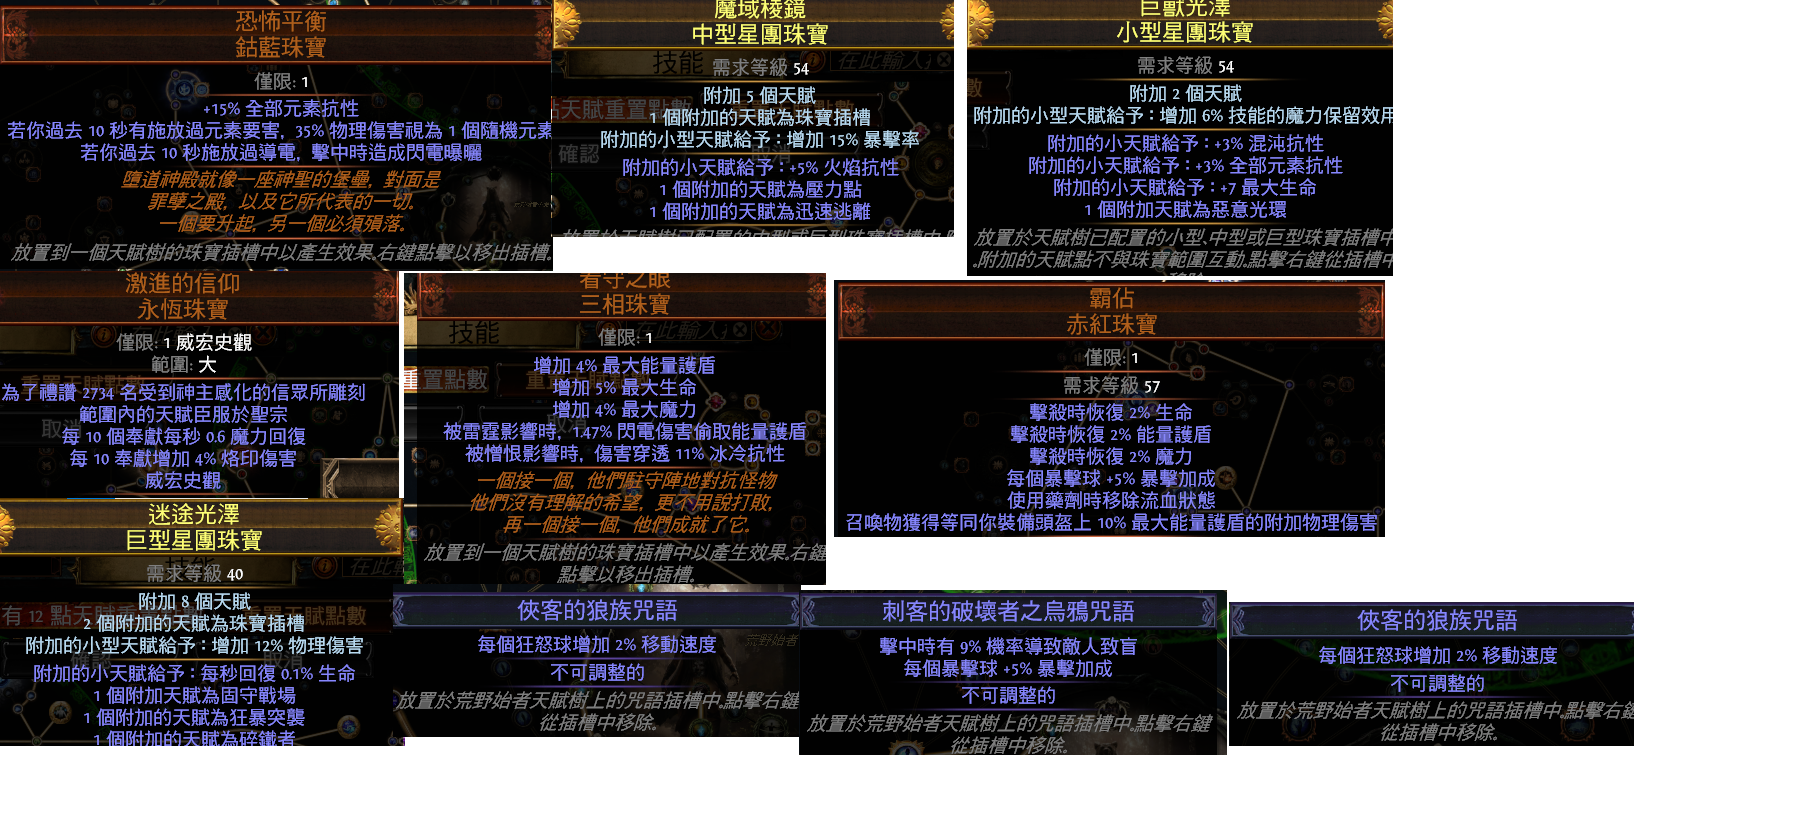 恐怖平衡
鈷藍珠寶
僅限: 1
+15% 全部元素抗性
若你過去 10 秒有施放過元素要害, 35% 物理傷害視為 1 個隨機元素
若你過去 10 秒施放過導電, 擊中時造成閃電曝曬
墮道神殿就像一座神聖的堡壘, 對面是
罪孽之殿, 以及它所代表的一切。
一個要升起, 另一個必須殞落。
放置到一個天賦樹的珠寶插槽中以產生效果。右鍵點擊以移出插槽。
魔域稜鏡
中型星團珠寶
技能
需求等級 54
附加 5 個天賦
天賦重置點數
1 個附加的天賦為珠寶插槽
附加的小型天賦給予：增加 15% 暴擊率
確認
取消
附加的小天賦給予：+5% 火焰抗性
1 個附加的天賦為壓力點
1 個附加的天賦為迅速逃離
巨獸光澤
小型星團珠寶
需求等級 54
附加 2 個天賦
附加的小型天賦給予：增加 6% 技能的魔力保留效用
附加的小天賦給予：+3% 混沌抗性
附加的小天賦給予：+3% 全部元素抗性
附加的小天賦給予：+7 最大生命
1 個附加天賦為惡意光環
放置於天賦樹已配置的小型、中型或巨型珠寶插槽中
。附加的天賦點不與珠寶範圍互動。點擊右鍵從插槽中
移除。
激進的信仰
永恆珠寶
僅限: 1 威宏史觀
範圍: 大
為了禮讚 2734 名受到神主感化的信眾所雕刻
範圍內的天賦臣服於聖宗
每 10 個奉獻每秒 0.6 魔力回復
每 10 奉獻增加 4% 烙印傷害
威宏史觀
看守之眼
三相珠寶
技能
在此輸入
僅限: 1
增加 4% 最大能量護盾
重置點數
增加 5% 最大生命
增加 4% 最大魔力
被雷霆影響時, 1.47% 閃電傷害偷取能量護盾
被憎恨影響時, 傷害穿透 11% 冰冷抗性
一個接一個, 他們駐守陣地對抗怪物
他們沒有理解的希望, 更不用說打敗,
再一個接一個, 他們成就了它。
放置到一個天賦樹的珠寶插槽中以產生效果。右鍵
點擊以移出插槽。
霸佔
赤紅珠寶
僅限: 1
需求等級 57
擊殺時恢復 2% 生命
擊殺時恢復 2% 能量護盾
擊殺時恢復 2% 魔力
每個暴擊球 +5% 暴擊加成
使用藥劑時移除流血狀態
召喚物獲得等同你裝備頭盔上 10% 最大能量護盾的附加物理傷害
迷途光澤
巨型星團珠寶
需求等級 40
附加 8 個天賦
有 12 點天賦重置點數
2 個附加的天賦為珠寶插槽
附加的小型天賦給予：增加 12% 物理傷害
附加的小天賦給予：每秒回復 0.1% 生命
1 個附加天賦為固守戰場
1 個附加的天賦為狂暴突襲
1 個附加的天賦為碎鐵者
俠客的狼族咒語
每個狂怒球增加 2% 移動速度
荒野始者
不可調整的
放置於荒野始者天賦樹上的咒語插槽中。點擊右鍵
從插槽中移除。
刺客的破壞者之烏鴉咒語
擊中時有 9% 機率導致敵人致盲
每個暴擊球 +5% 暴擊加成
不可調整的
放置於荒野始者天賦樹上的咒語插槽中。點擊右鍵
從插槽中移除。
俠客的狼族咒語
每個狂怒球增加 2% 移動速度
不可調整的
放置於荒野始者天賦樹上的咒語插槽中。點擊右鍵
從插槽中移除。